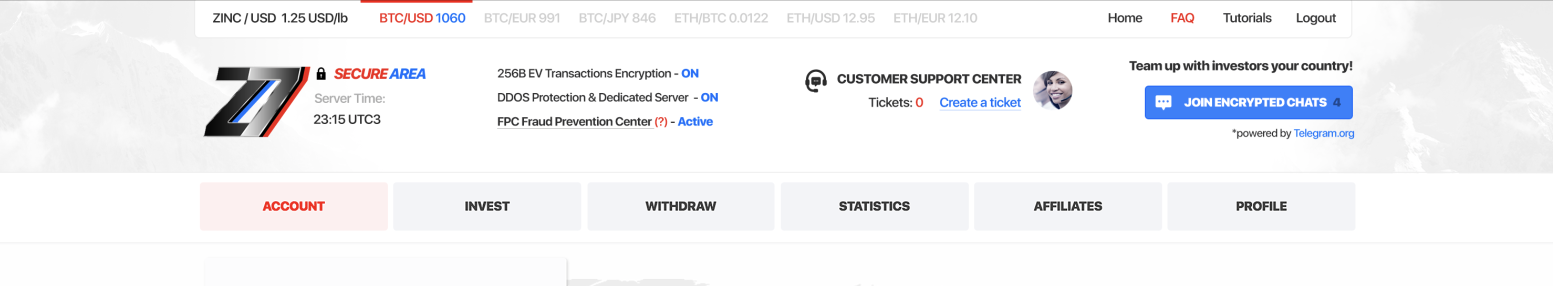 ZINC / USD 1.25 USD/lb BTC/USD 1060 BTC/EUR 991 BTC/JPY 846 ETH/BTC 0.0122 ETH/USD 12.95 ETH/EUR 12.10 Home FAQ Tutorials Logout
SECURE AREA
Server Time:
23:15 UTC3
256B EV Transactions Encryption - ON
DDOS Protection & Dedicated Server - ON
FPC Fraud Prevention Center (?) - Active
CUSTOMER SUPPORT CENTER
Tickets: 0 Create a ticket
Team up with investors your country!
JOIN ENCRYPTED CHATS 4
*powered by Telegram.org
ACCOUNT INVEST WITHDRAW STATISTICS AFFILIATES PROFILE